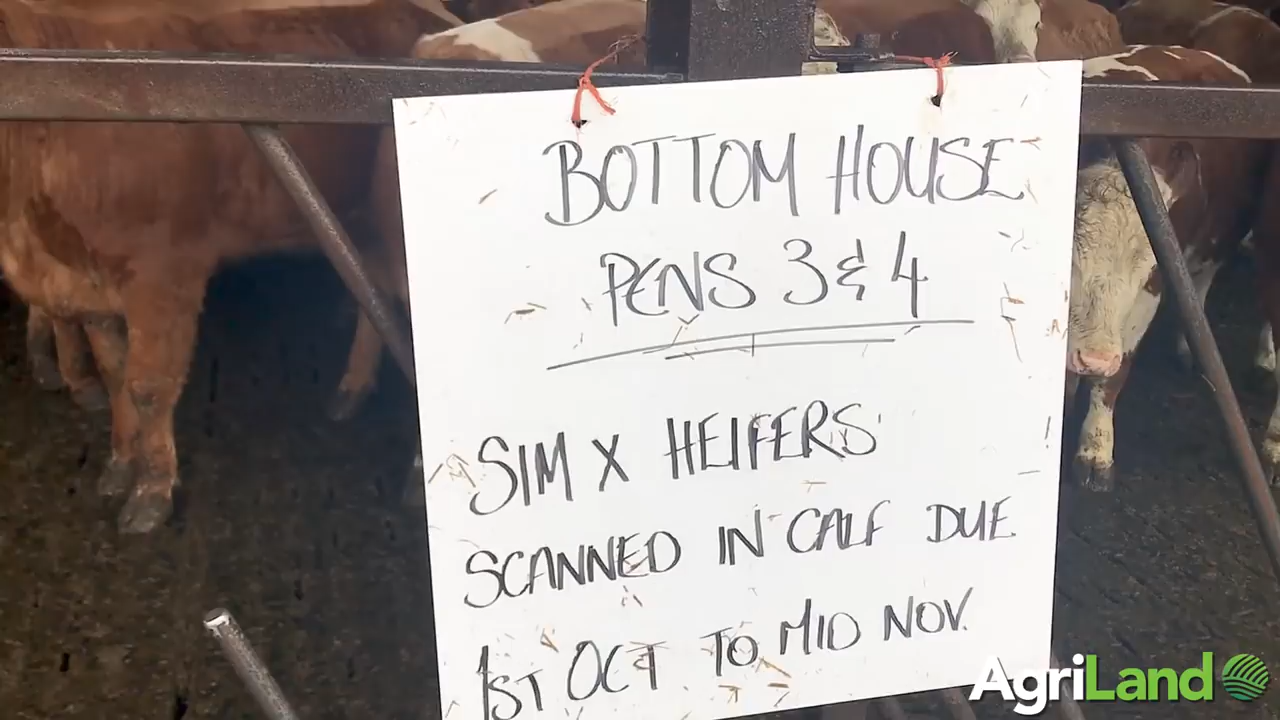 BOTTOM HOUSE
PENS 3 & 4
SIM X HEIFERS
SCANNED IN CALF DUE
1ST OCT TO MID NOV.
AgriLand